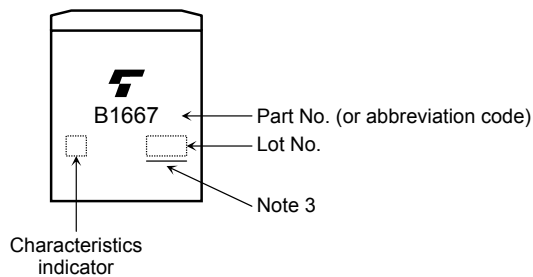 B1667
Part No. (or abbreviation code)
Lot No.
Note 3
Characteristics
indicator